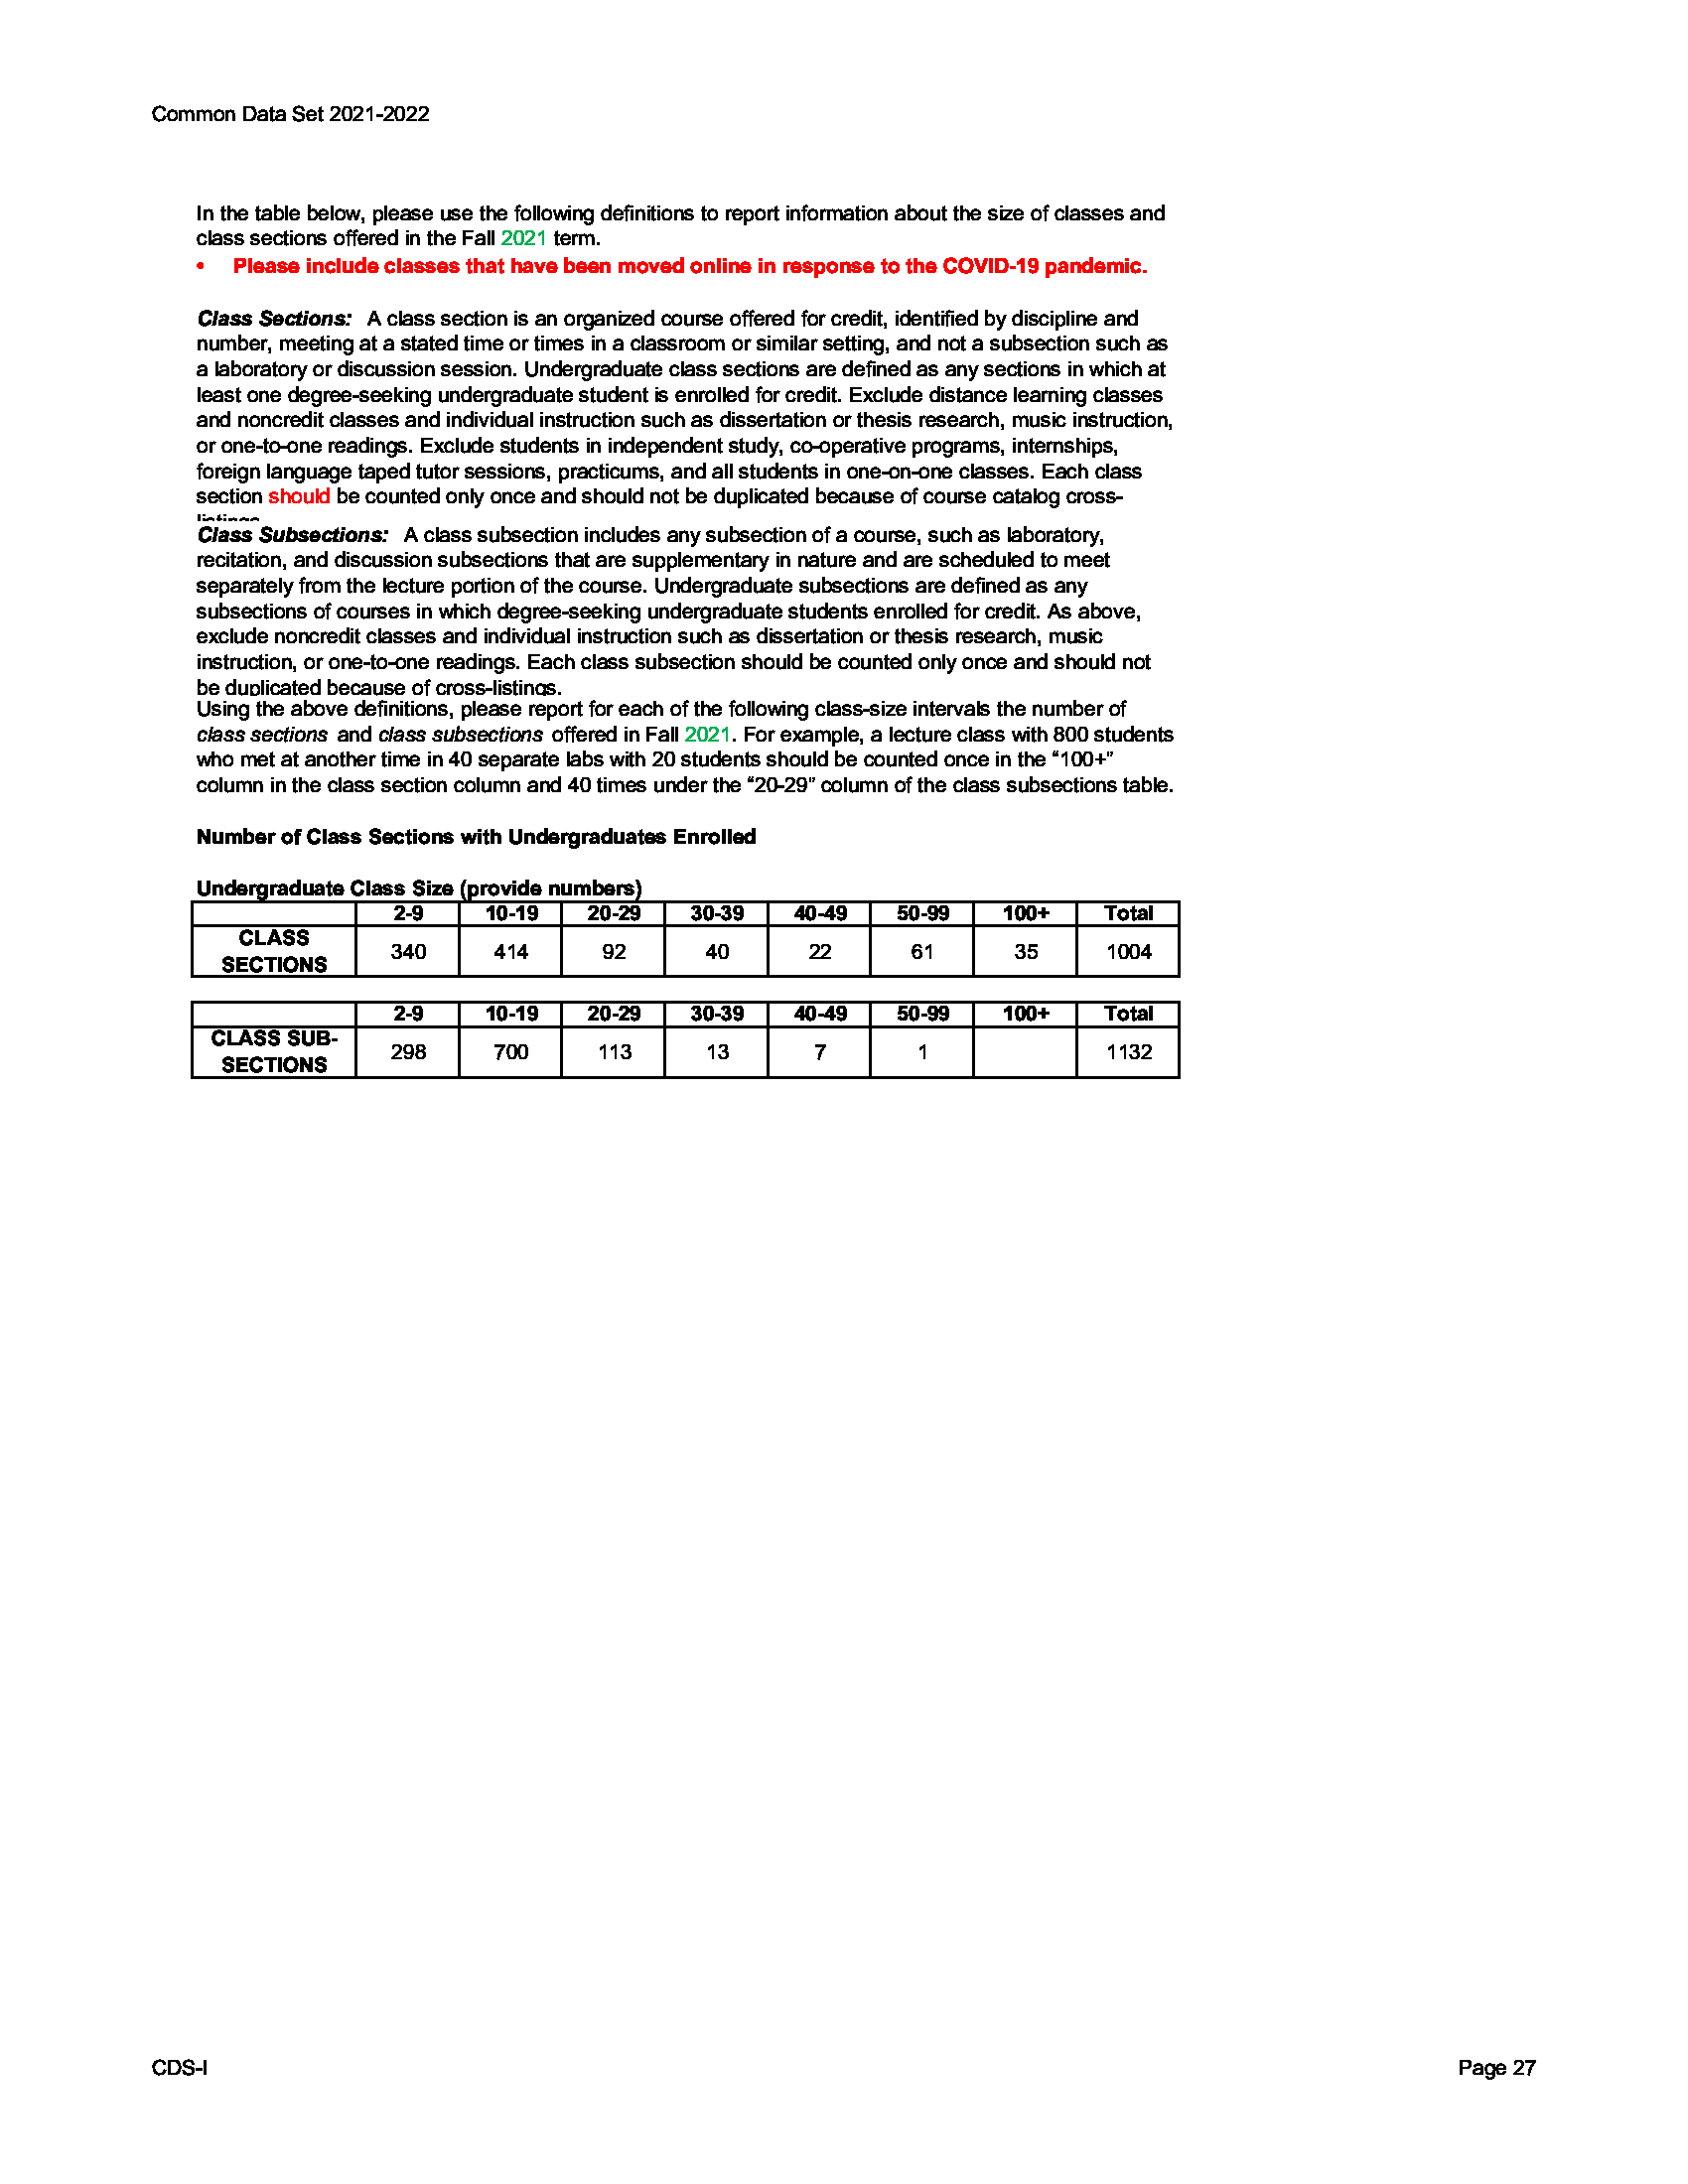 Common Data Set 2021-2022
In the table below, please use the following definitions to report information about the size of classes and
class sections offered in the Fall 2021 term.
• Please include classes that have been moved online in response to the COVID-19 pandemic.
Class Sections: A class section is an organized course offered for credit, identified by discipline and
number, meeting at a stated time or times in a classroom or similar setting, and not a subsection such as
a laboratory or discussion session. Undergraduate class sections are defined as any sections in which at
least one degree-seeking undergraduate student is enrolled for credit. Exclude distance learning classes
and noncredit classes and individual instruction such as dissertation or thesis research, music instruction,
or one-to-one readings. Exclude students in independent study, co-operative programs, internships,
foreign language taped tutor sessions, practicums, and all students in one-on-one classes. Each class
section should be counted only once and should not be duplicated because of course catalog cross-
Class Subsections: A class subsection includes any subsection of a course, such as laboratory,
recitation, and discussion subsections that are supplementary in nature and are scheduled to meet
separately from the lecture portion of the course. Undergraduate subsections are defined as any
subsections of courses in which degree-seeking undergraduate students enrolled for credit. As above,
exclude noncredit classes and individual instruction such as dissertation or thesis research, music
instruction, or one-to-one readings. Each class subsection should be counted only once and should not
be duplicated because of cross-listings.
Using the above definitions, please report for each of the following class-size intervals the number of
class sections and class subsections offered in Fall 2021. For example, a lecture class with 800 students
who met at another time in 40 separate labs with 20 students should be counted once in the “100+”
column in the class section column and 40 times under the “20-29” column of the class subsections table.
Number of Class Sections with Undergraduates Enrolled
Undergraduate Class Size (provide numbers)
2-9 10-19 20-29 30-39 40-49 50-99 100+ Total
CLASS
SECTIONS 340 414 92 40 22 61 35 1004
2-9 10-19 20-29 30-39 40-49 50-99 100+ Total
CLASS SUB-
SECTIONS 298 700 113 13 7 1 1132
CDS-I Page 27